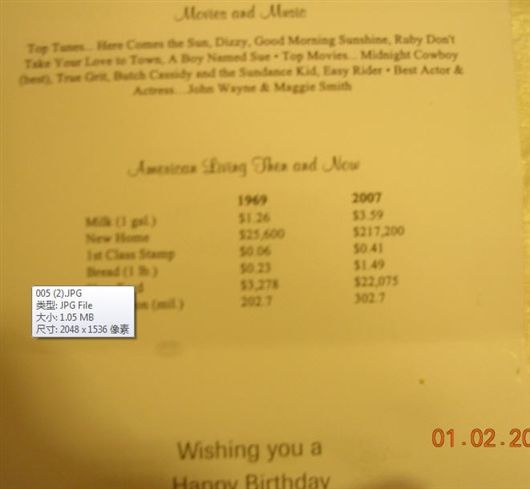 Movies and Music
Top Tunes... Here Comes the Sun, Dizzy, Good Morning Sunshine, Ruby Don't
Take Your Love to Town, A Boy Named Sue • Top Movies... Midnight Cowboy
(best), True Grit, Butch Cassidy and the Sundance Kid, Easy Rider • Best Actor &
Actress... John Wayne & Maggie Smith
American Living Then and Now
1969 2007
Milk (1 gal.) $1.26 $3.59
New Home $25,600 $217,200
1st Class Stamp $0.06 $0.41
Bread (1 lb.) $0.23 $1.49
$3,278 $22,075
(mil.) 202.7 302.7
005 (2).JPG
类型: JPG File
大小: 1.05 MB
尺寸: 2048 x 1536 像素
01.02.20
Wishing you a
Happy Birthday